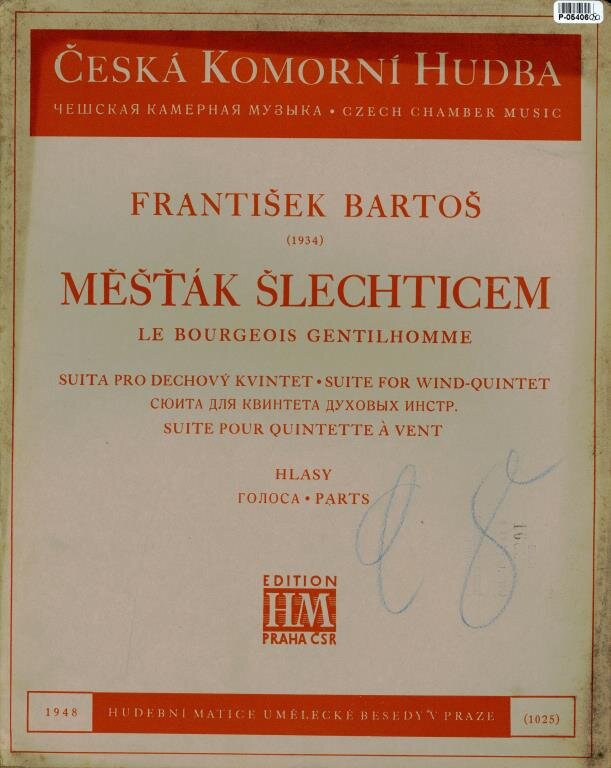 ČESKÁ KOMORNÍ HUDBA
ЧЕШСКАЯ КАМЕРНАЯ МУЗЫКА • CZECH CHAMBER MUSIC
FRANTIŠEK BARTOŠ
(1934)
MĚŠŤÁK ŠLECHTICEM
LE BOURGEOIS GENTILHOMME
SUITA PRO DECHOVÝ KVINTET • SUITE FOR WIND-QUINTET
СЮИТА ДЛЯ КВИНТЕТА ДУХОВЫХ ИНСТР.
SUITE POUR QUINTETTE À VENT
HLASY
ГОЛОСА • PARTS
EDITION
HM
PRAHA ČSR
1948
HUDEBNÍ MATICE UMĚLECKÉ BESEDY V PRAZE
(1025)